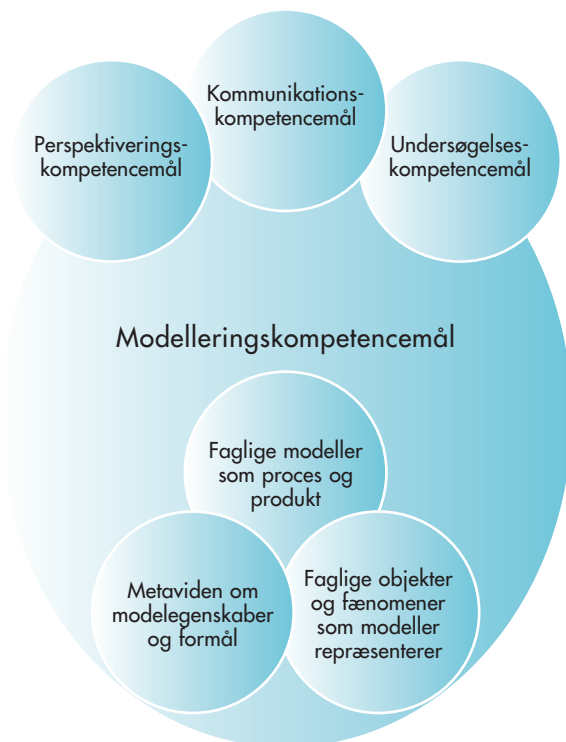 Kommunikations-
kompetencemål
Perspektiverings-
kompetencemål
Undersøgelses-
kompetencemål
Modelleringskompetencemål
Faglige modeller
som proces og
produkt
Metaviden om
modelegenskaber
og formål
Faglige objekter
og fænomener
som modeller
repræsenterer